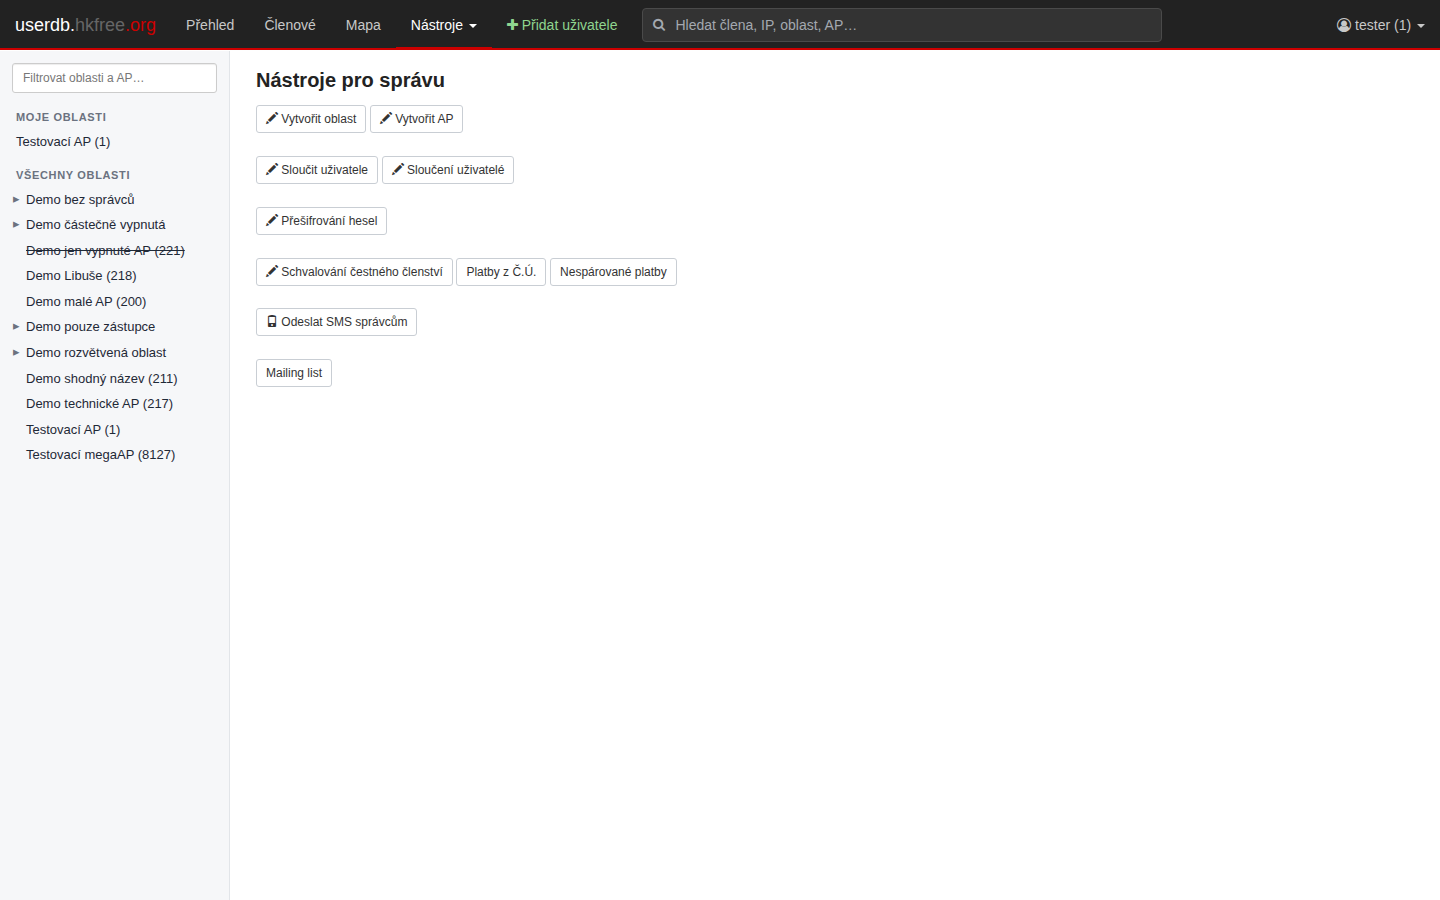 userdb.hkfree.org Přehled Členové Mapa Nástroje Přidat uživatele Hledat člena, IP, oblast, AP… tester (1)
Filtrovat oblasti a AP…
MOJE OBLASTI
Testovací AP (1)
VŠECHNY OBLASTI
Demo bez správců
Demo částečně vypnutá
Demo jen vypnuté AP (221)
Demo Libuše (218)
Demo malé AP (200)
Demo pouze zástupce
Demo rozvětvená oblast
Demo shodný název (211)
Demo technické AP (217)
Testovací AP (1)
Testovací megaAP (8127)
Nástroje pro správu
Vytvořit oblast Vytvořit AP
Sloučit uživatele Sloučení uživatelé
Přešifrování hesel
Schvalování čestného členství Platby z Č.Ú. Nespárované platby
Odeslat SMS správcům
Mailing list